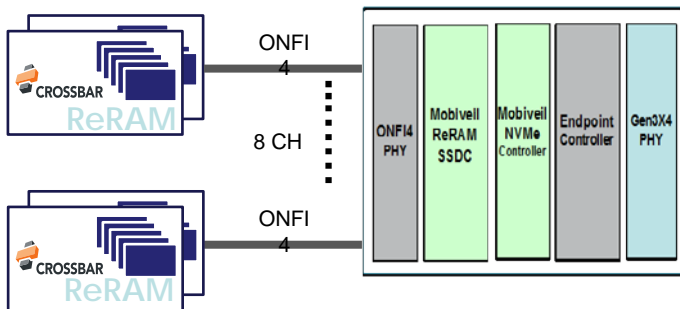 ONFI
4
CROSSBAR
ReRAM
8 CH
ONFI
4
CROSSBAR
ReRAM
ONFI4
PHY
Mobivell
ReRAM
SSDC
Mobiveil
NVMe
Controller
Endpoint
Controller
Gen3X4
PHY